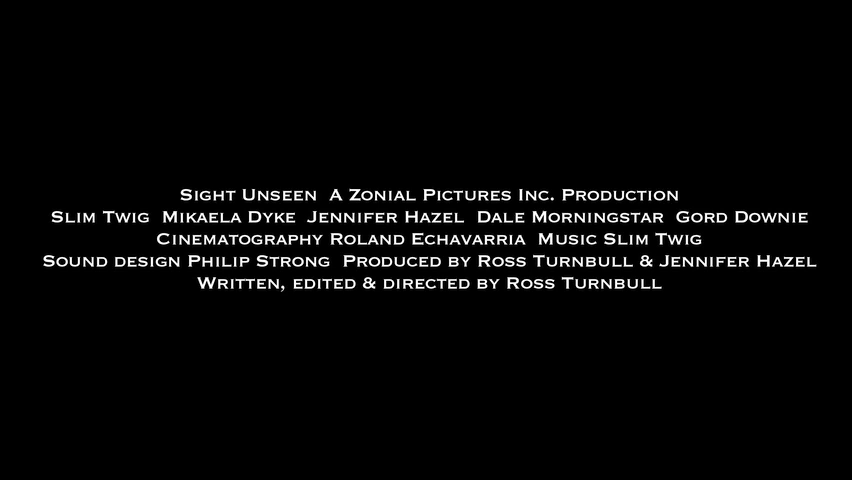 Sight Unseen  A Zonial Pictures Inc. Production
Slim Twig  Mikaela Dyke  Jennifer Hazel  Dale Morningstar  Gord Downie
Cinematography Roland Echavarria  Music Slim Twig
Sound design Philip Strong  Produced by Ross Turnbull & Jennifer Hazel
Written, edited & directed by Ross Turnbull